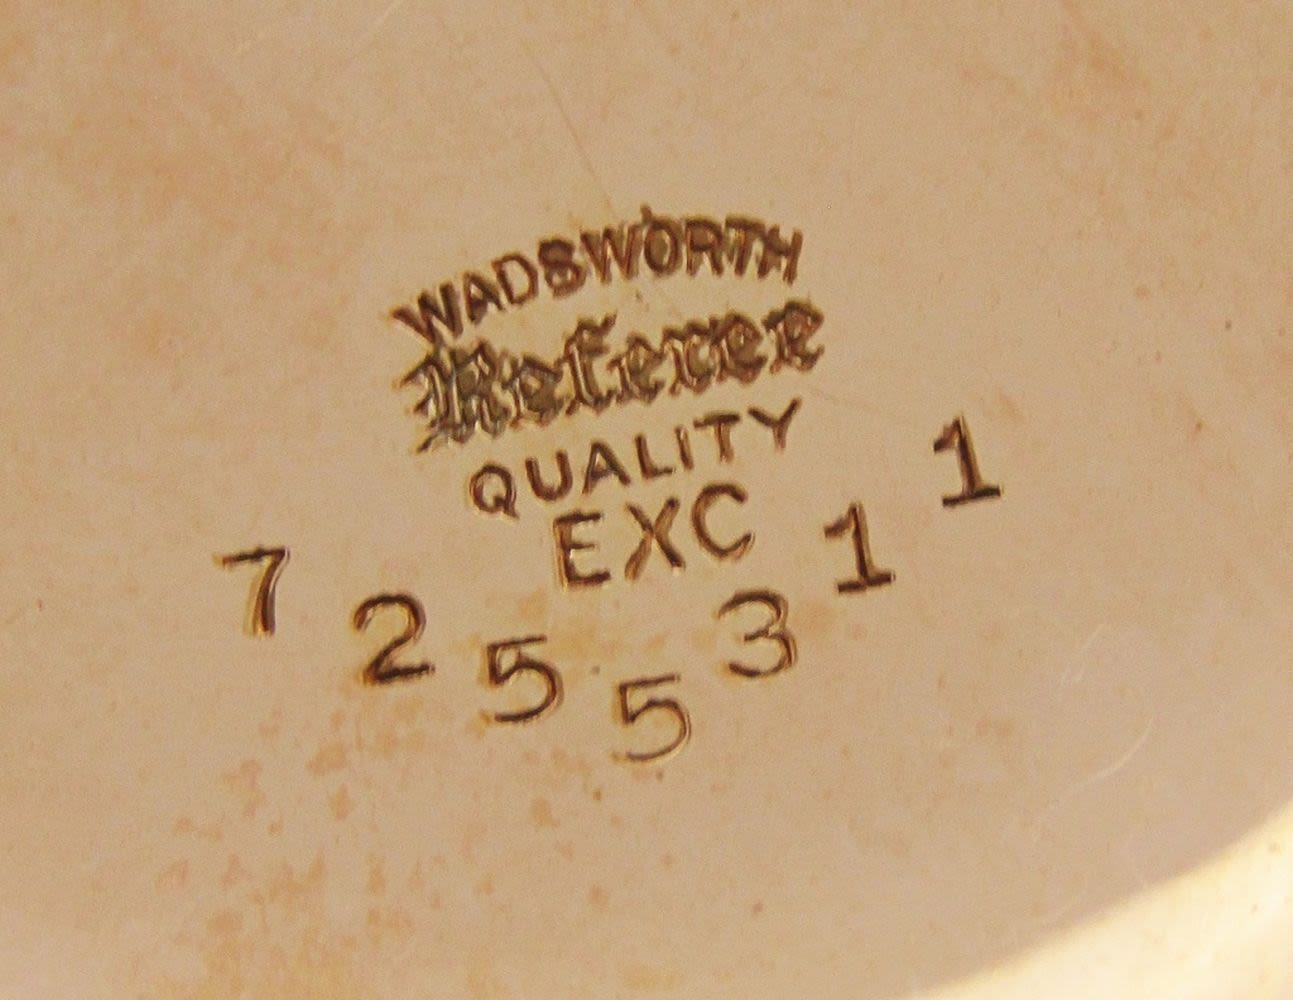 WADSWORTH
Referee
QUALITY
EXC
7255311